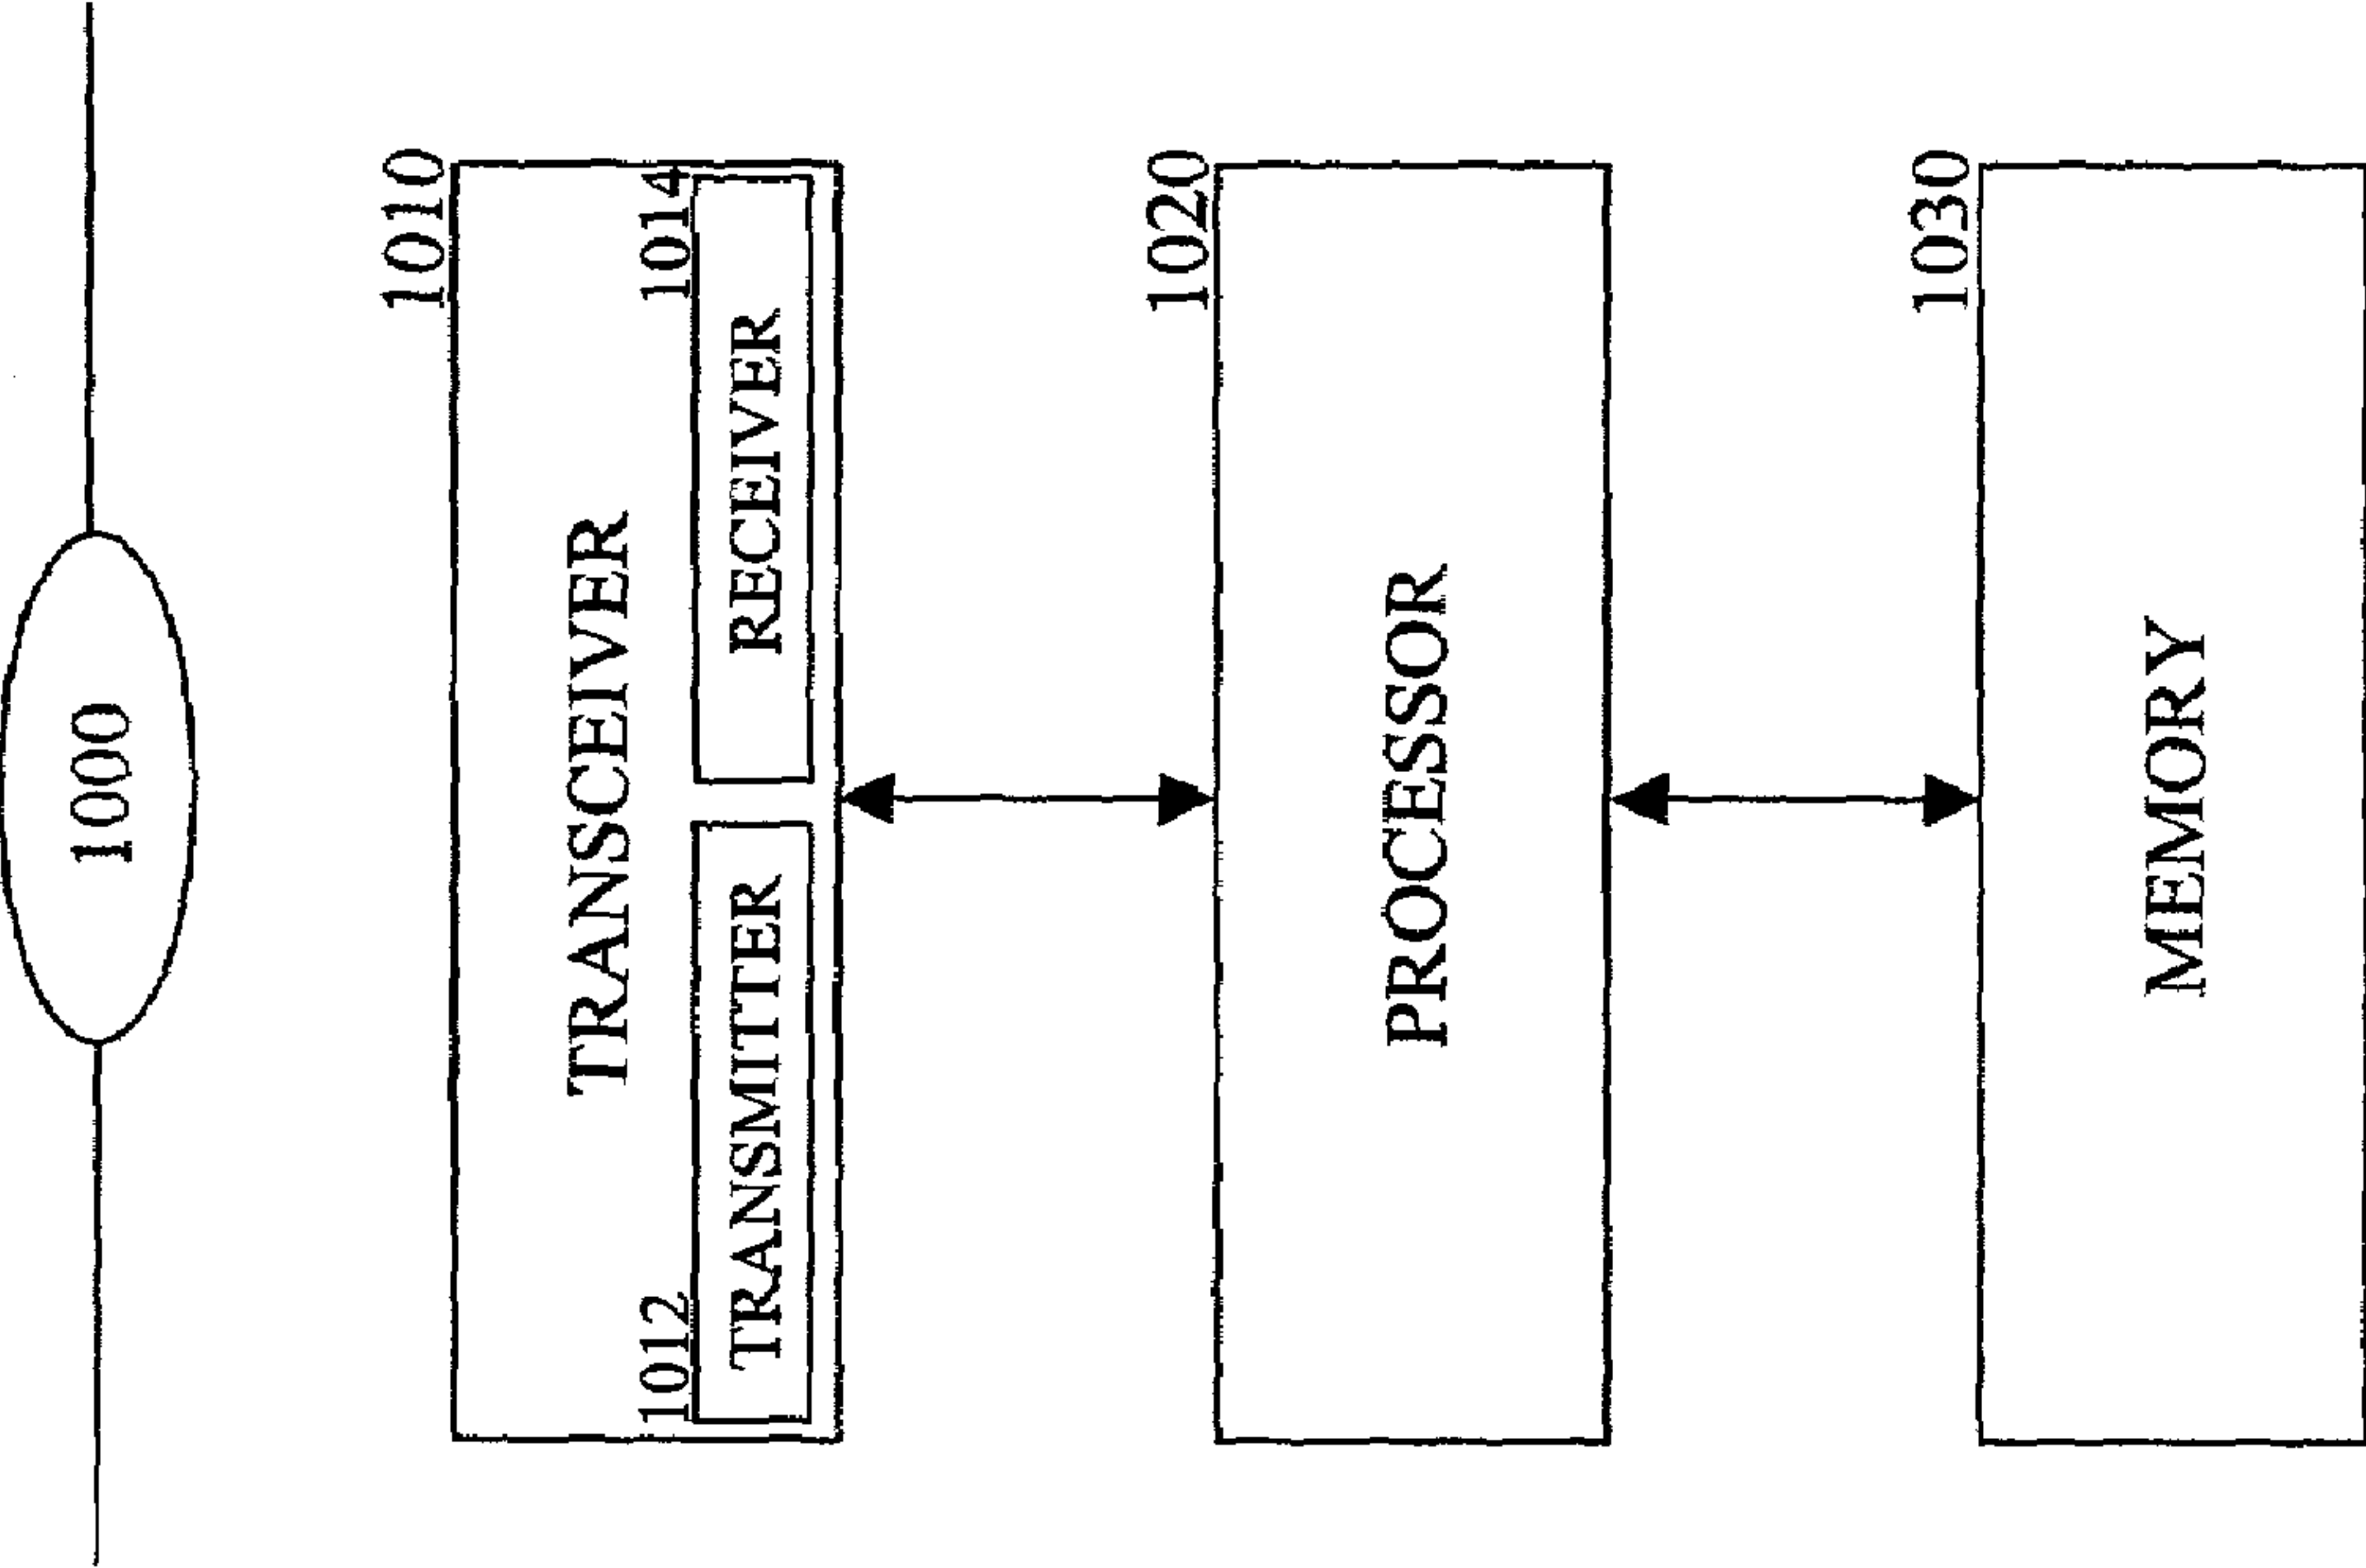 1000
1010
TRANSCEIVER
1012
1014
TRANSMITTER
RECEIVER
1020
PROCESSOR
1030
MEMORY